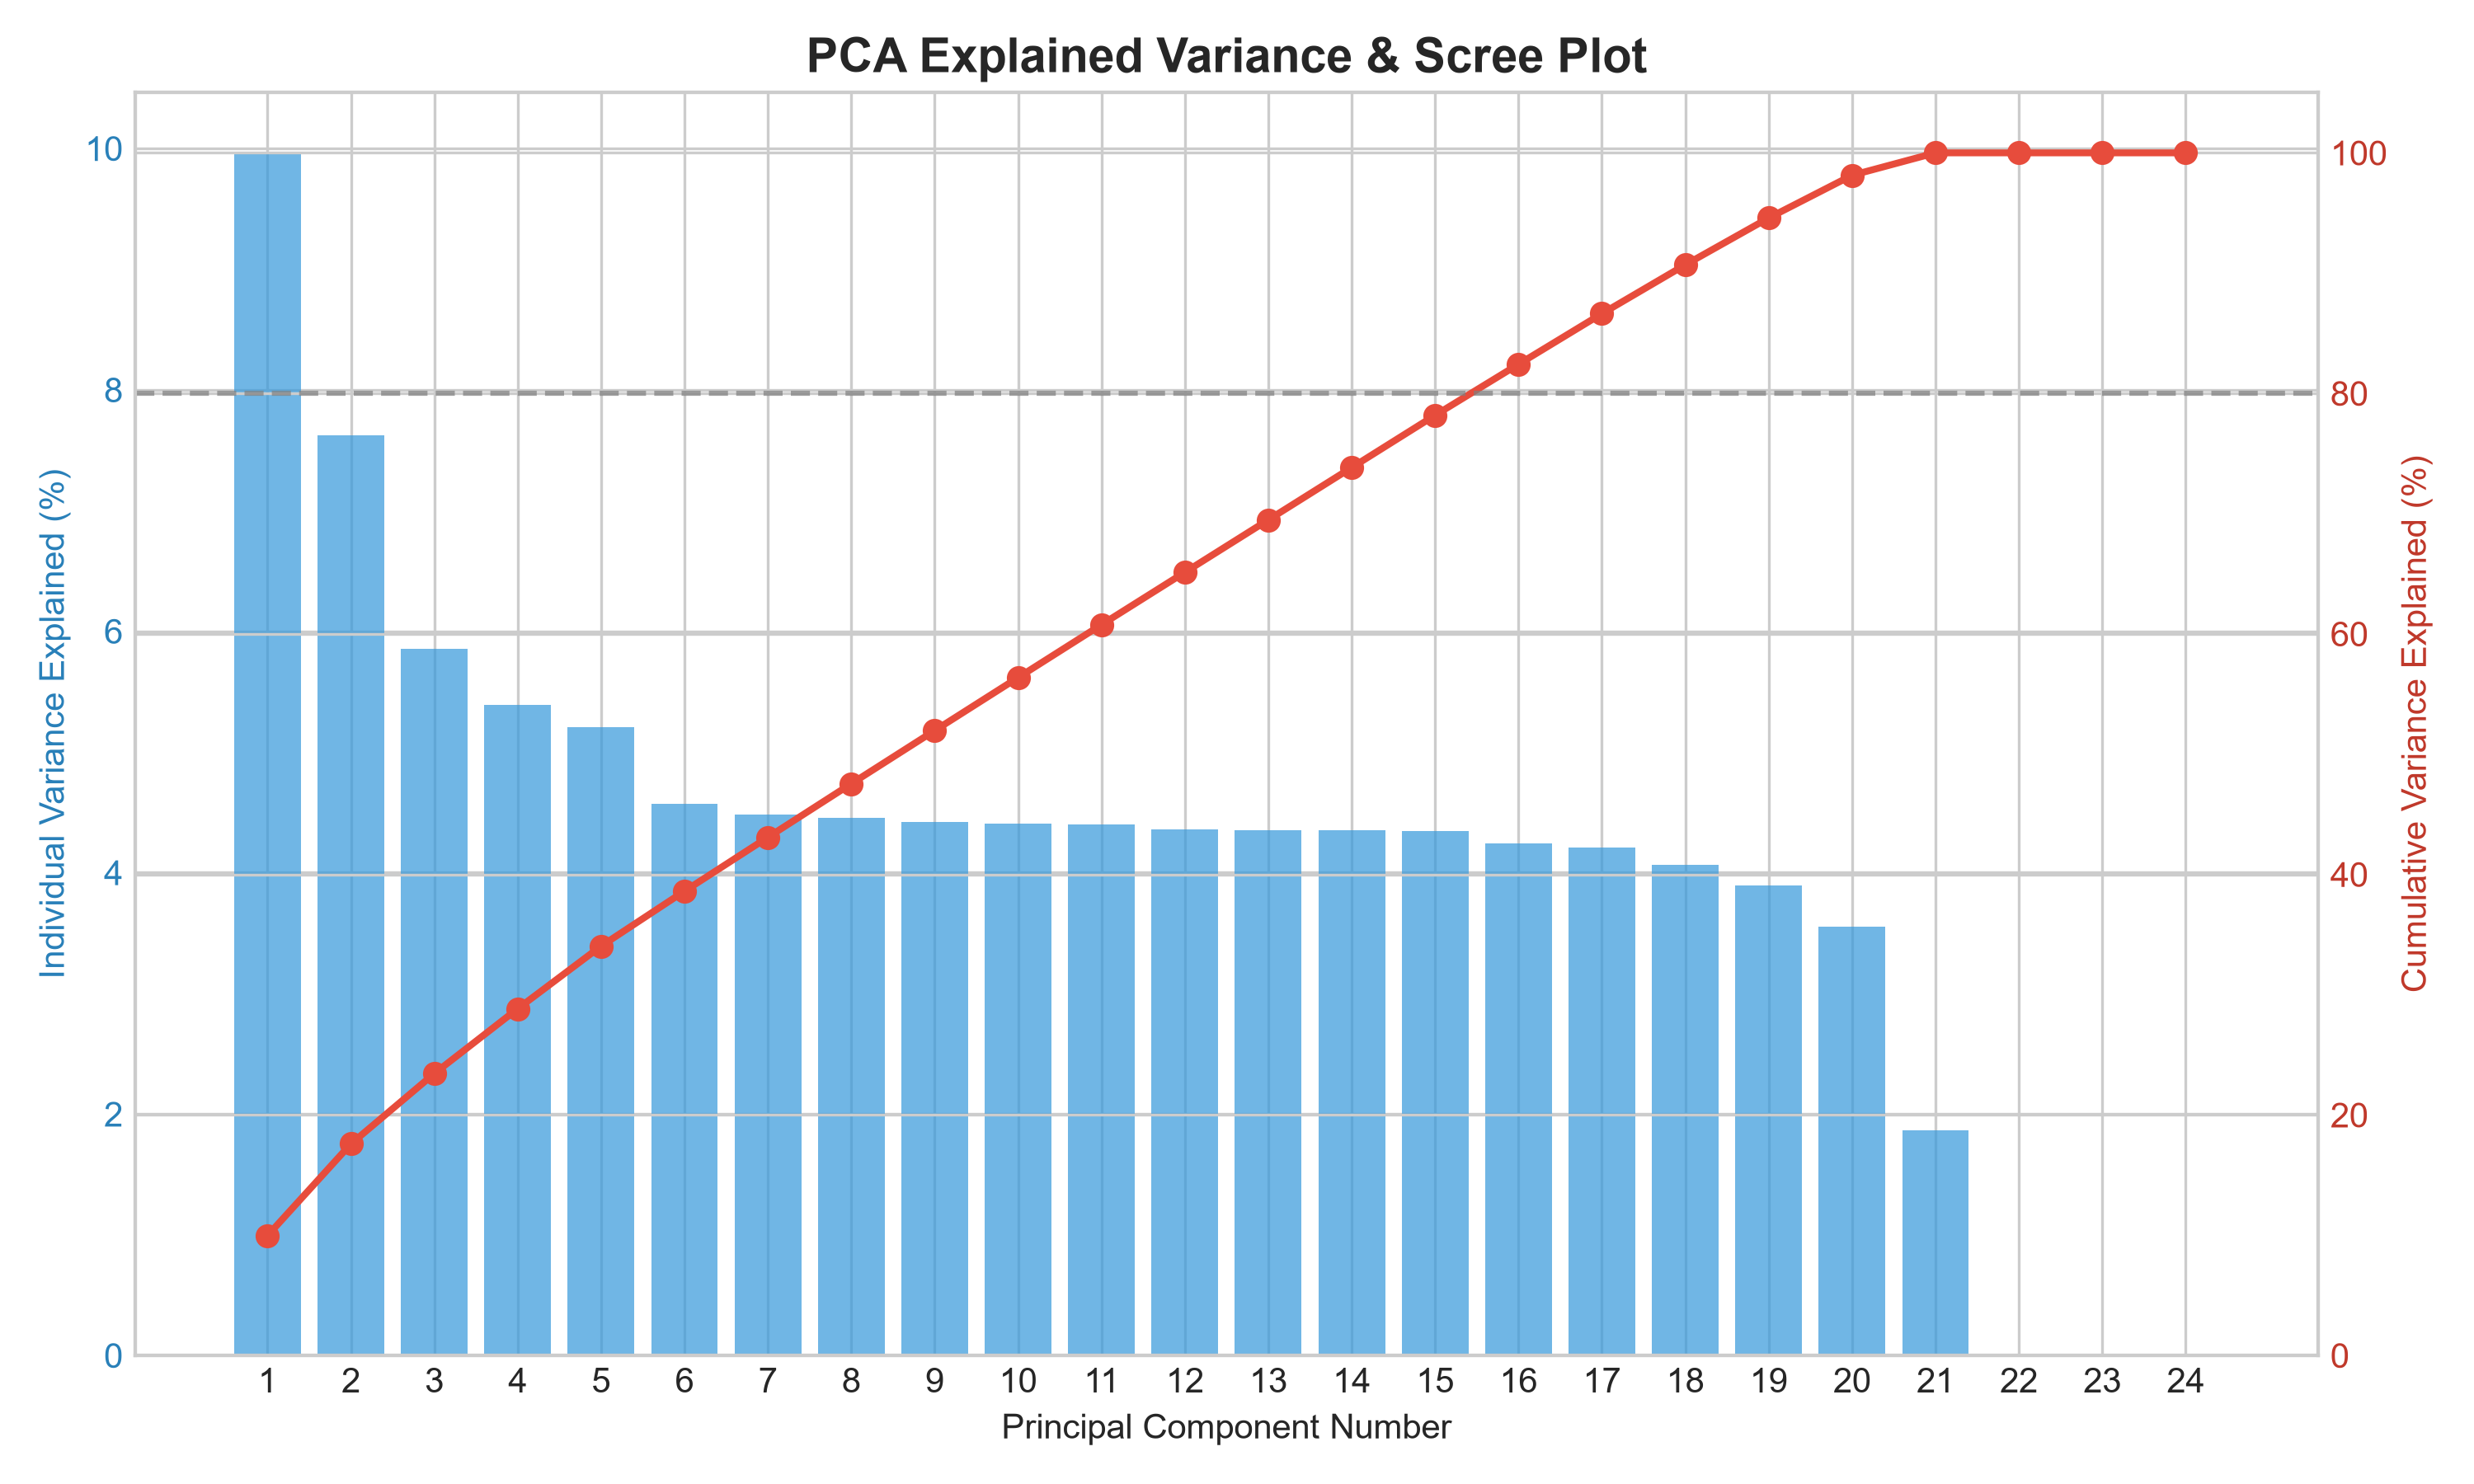 PCA Explained Variance & Scree Plot
Individual Variance Explained (%)
10
8
6
4
2
0
Cumulative Variance Explained (%)
100
80
60
40
20
0
1 2 3 4 5 6 7 8 9 10 11 12 13 14 15 16 17 18 19 20 21 22 23 24
Principal Component Number